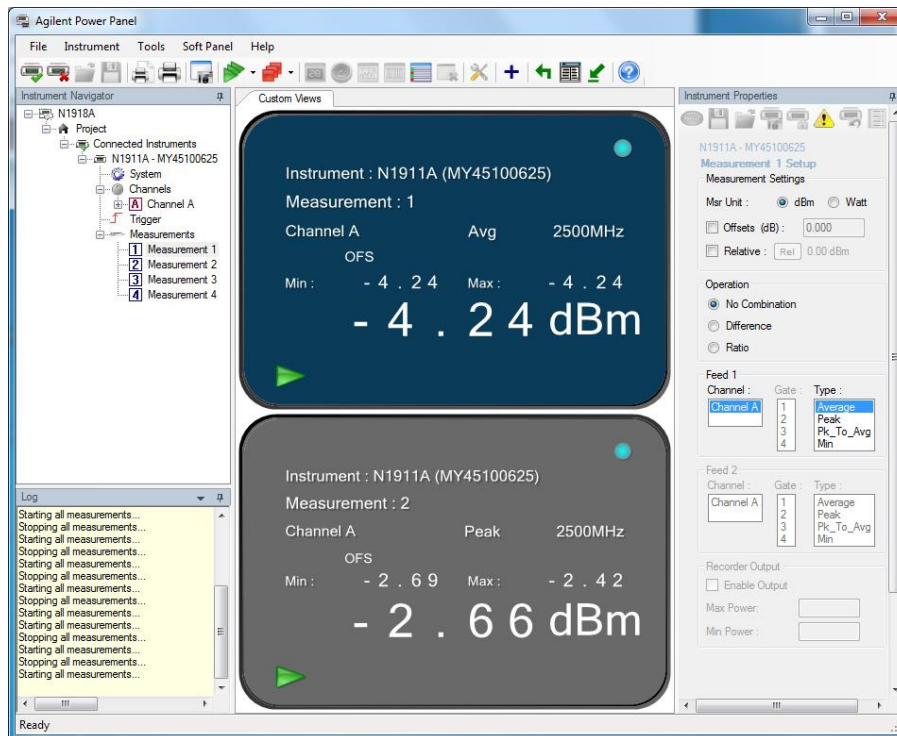 Agilent Power Panel
File Instrument Tools Soft Panel Help
Instrument Navigator
N1918A
Project
Connected Instruments
N1911A - MY45100625
System
Channels
A Channel A
Trigger
Measurements
1 Measurement 1
2 Measurement 2
3 Measurement 3
4 Measurement 4
Log
Starting all measurements...
Stopping all measurements...
Starting all measurements...
Stopping all measurements...
Starting all measurements...
Stopping all measurements...
Starting all measurements...
Stopping all measurements...
Starting all measurements...
Starting all measurements...
Stopping all measurements...
Starting all measurements...
Stopping all measurements...
Starting all measurements...
Custom Views
Instrument : N1911A (MY45100625)
Measurement : 1
Channel A Avg 2500MHz
OFS
Min : - 4 . 2 4 Max : - 4 . 2 4
- 4 . 2 4 dBm
Instrument : N1911A (MY45100625)
Measurement : 2
Channel A Peak 2500MHz
OFS
Min : - 2 . 6 9 Max : - 2 . 4 2
- 2 . 6 6 dBm
Instrument Properties
N1911A - MY45100625
Measurement 1 Setup
Measurement Settings
Msr Unit : dBm Watt
Offsets (dB) : 0.000
Relative : Rel 0.00 dBm
Operation
No Combination
Difference
Ratio
Feed 1
Channel : Gate : Type :
Channel A 1 Average
2 Peak
3 Pk_To_Avg
4 Min
Feed 2
Channel : Gate : Type :
Channel A 1 Average
2 Peak
3 Pk_To_Avg
4 Min
Recorder Output
Enable Output
Max Power:
Min Power :
Ready